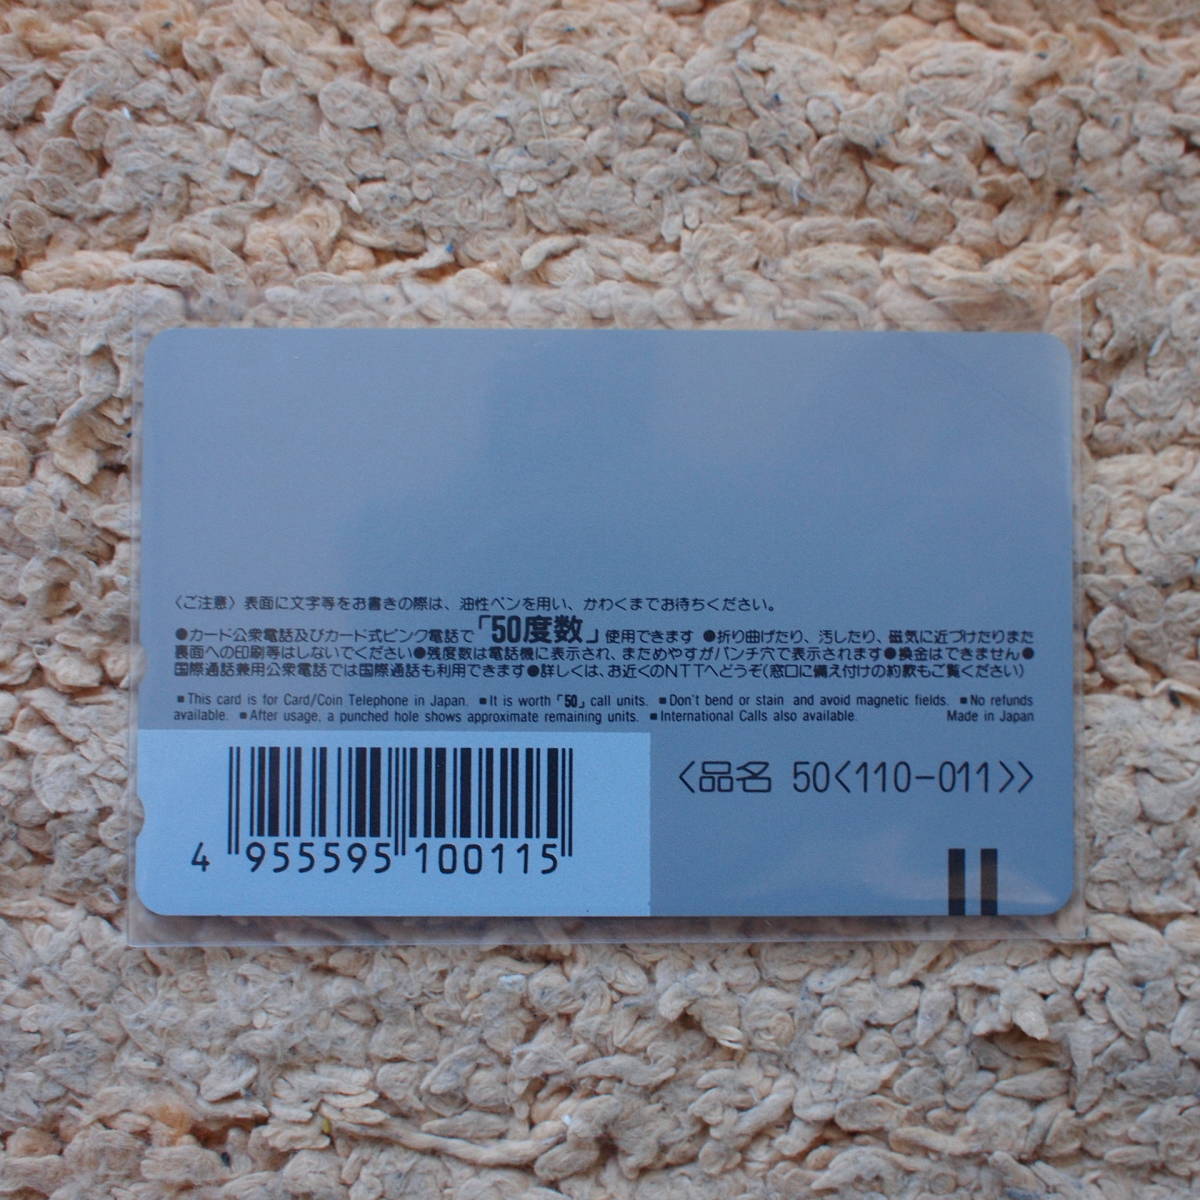 〈ご注意〉表面に文字等をお書きの際は、油性ペンを用い、かわくまでお待ちください。
●カード公衆電話及びカード式ピンク電話で「50度数」使用できます ●折り曲げたり、汚したり、磁気に近づけたりまた
裏面への印刷等はしないでください●残度数は電話機に表示され、まためやすがパンチ穴で表示されます●換金はできません●
国際通話兼用公衆電話では国際通話も利用できます●詳しくは、お近くのNTTへどうぞ(窓口に備え付けの約款もご覧ください)
■This card is for Card/Coin Telephone in Japan. ■It is worth「50」call units. ■Don't bend or stain and avoid magnetic fields. ■No refunds
available. ■After usage, a punched hole shows approximate remaining units. ■International Calls also available. Made in Japan
〈品名 50〈110-011〉〉
4 955595 100115